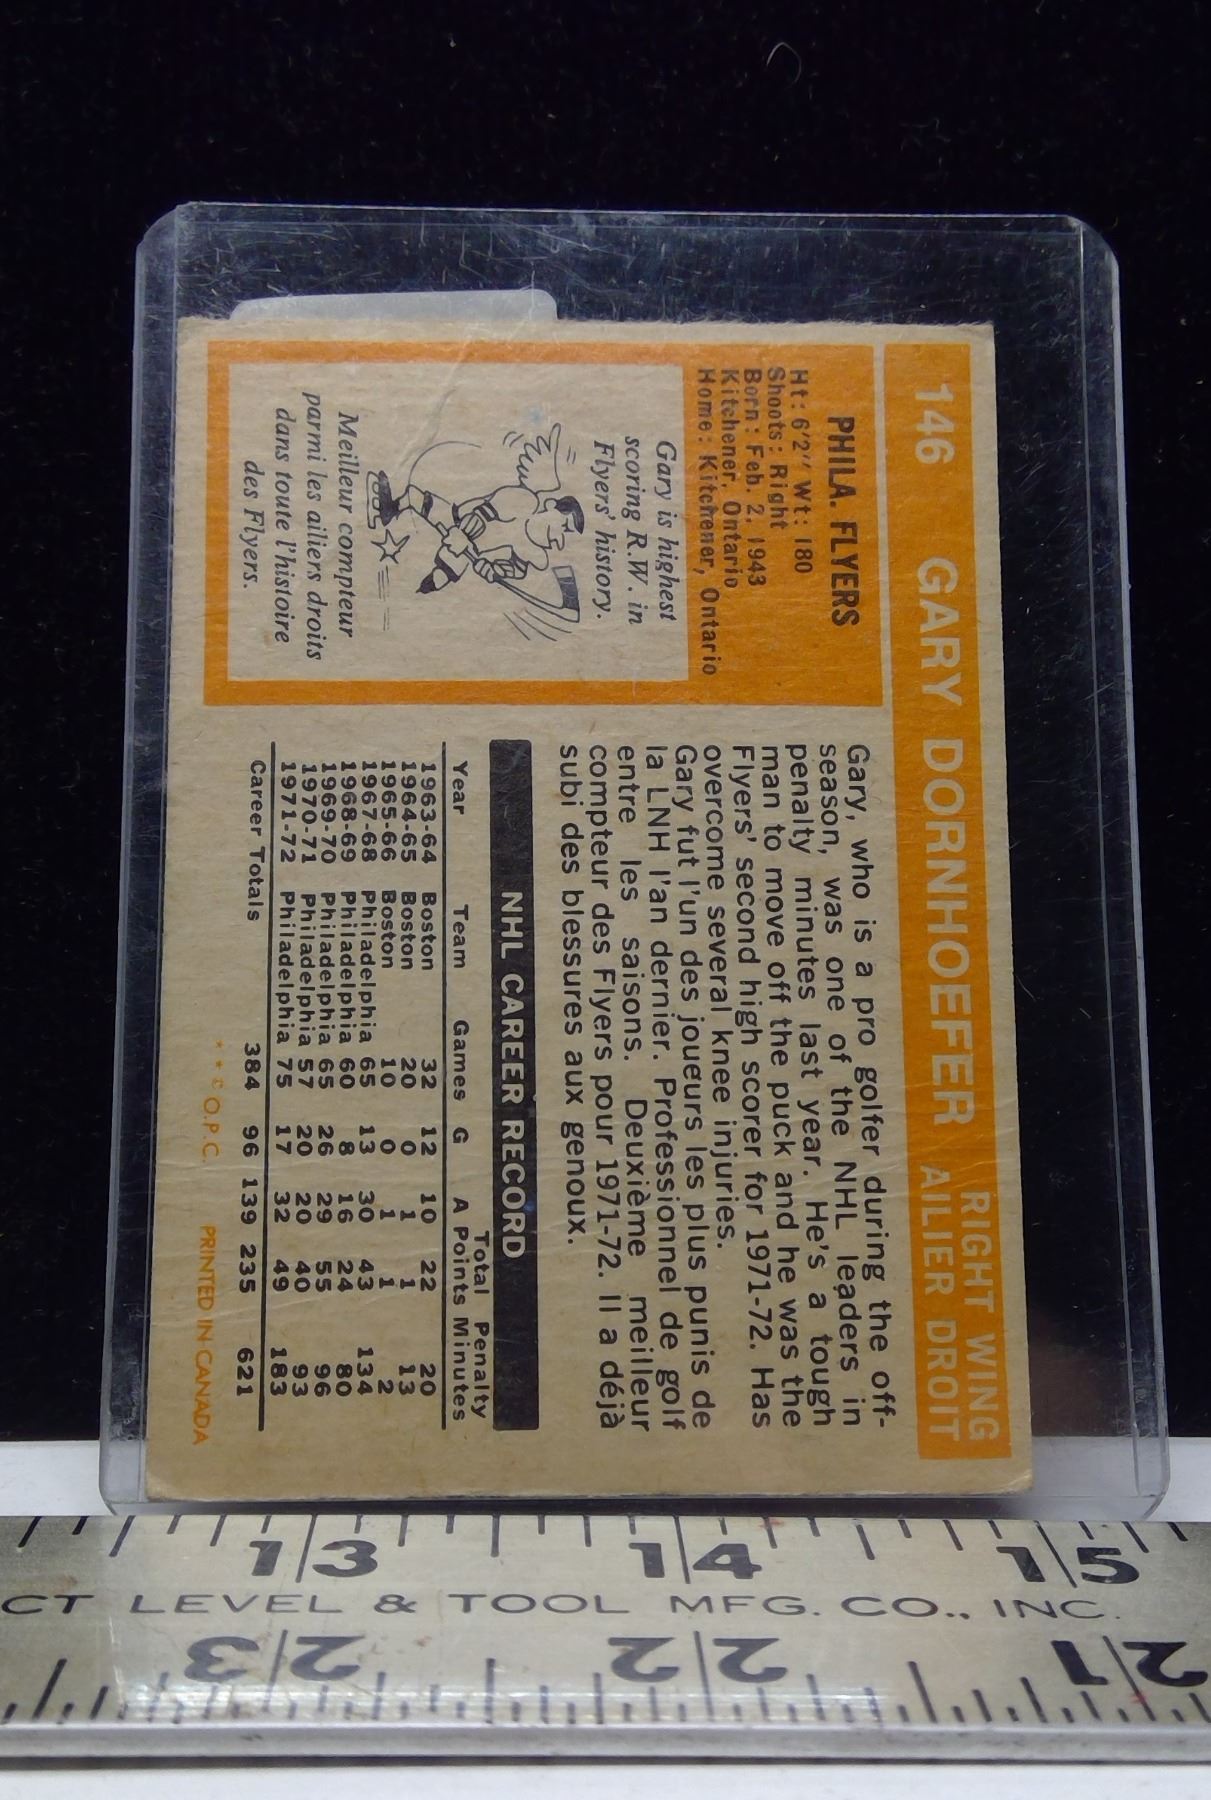 146 GARY DORNHOEFER RIGHT WING
AILIER DROIT
PHILA. FLYERS
Ht: 6'2" Wt: 180
Shoots: Right
Born: Feb. 2, 1943
Kitchener, Ontario
Home: Kitchener, Ontario
Gary is highest
scoring R.W. in
Flyers' history.
Meilleur compteur
parmi les ailiers droits
dans toute l'histoire
des Flyers.
Gary, who is a pro golfer during the off-
season, was one of the NHL leaders in
penalty minutes last year. He's a tough
man to move off the puck and he was the
Flyers' second high scorer for 1971-72. Has
overcome several knee injuries.
Gary fut l'un des joueurs les plus punis de
la LNH l'an dernier. Professionnel de golf
entre les saisons. Deuxième meilleur
compteur des Flyers pour 1971-72. Il a déjà
subi des blessures aux genoux.
NHL CAREER RECORD
Total Penalty
Year Team Games G A Points Minutes
1963-64 Boston 32 12 10 22 20
1964-65 Boston 20 0 1 1 13
1965-66 Boston 10 0 1 1 2
1967-68 Philadelphia 65 13 30 43 134
1968-69 Philadelphia 60 8 16 24 80
1969-70 Philadelphia 65 26 29 55 96
1970-71 Philadelphia 57 20 20 40 93
1971-72 Philadelphia 75 17 32 49 183
Career Totals 384 96 139 235 621
* * © O.P.C. PRINTED IN CANADA
13 14 15
CT LEVEL & TOOL MFG. CO., INC.
23 22 21